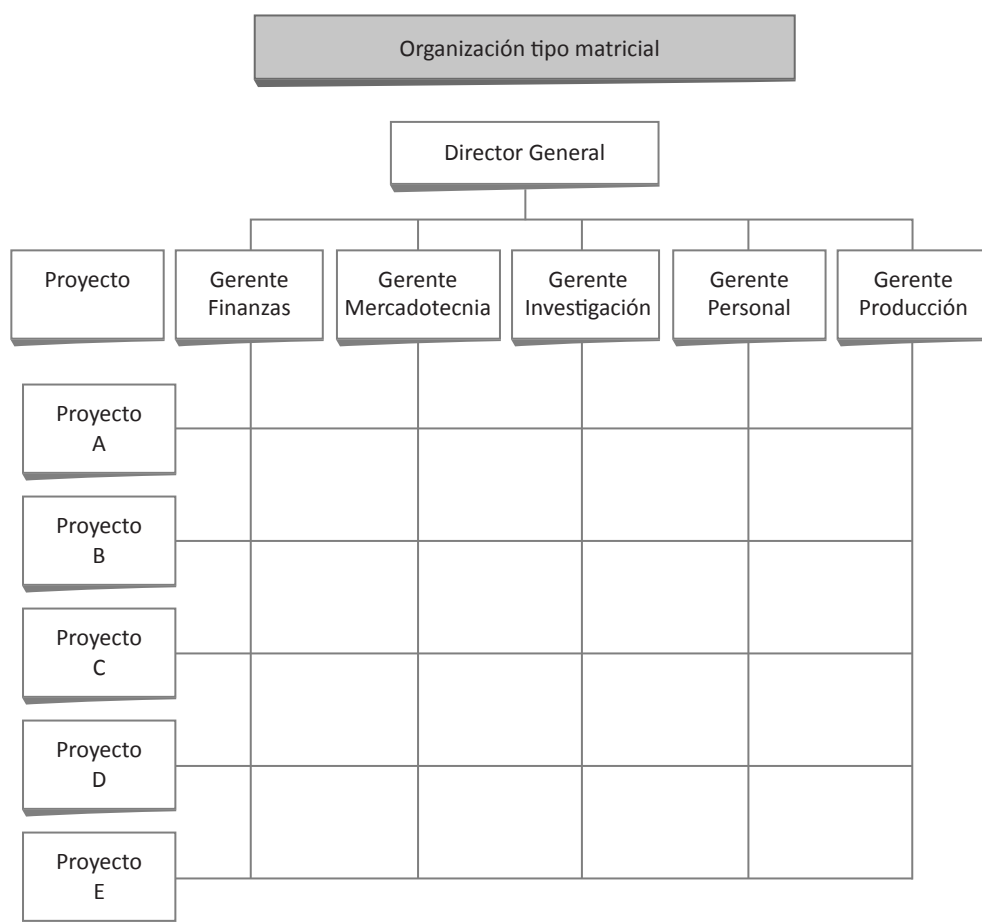 Organización tipo matricial
Director General
Proyecto
Gerente
Finanzas
Gerente
Mercadotecnia
Gerente
Investigación
Gerente
Personal
Gerente
Producción
Proyecto
A
Proyecto
B
Proyecto
C
Proyecto
D
Proyecto
E